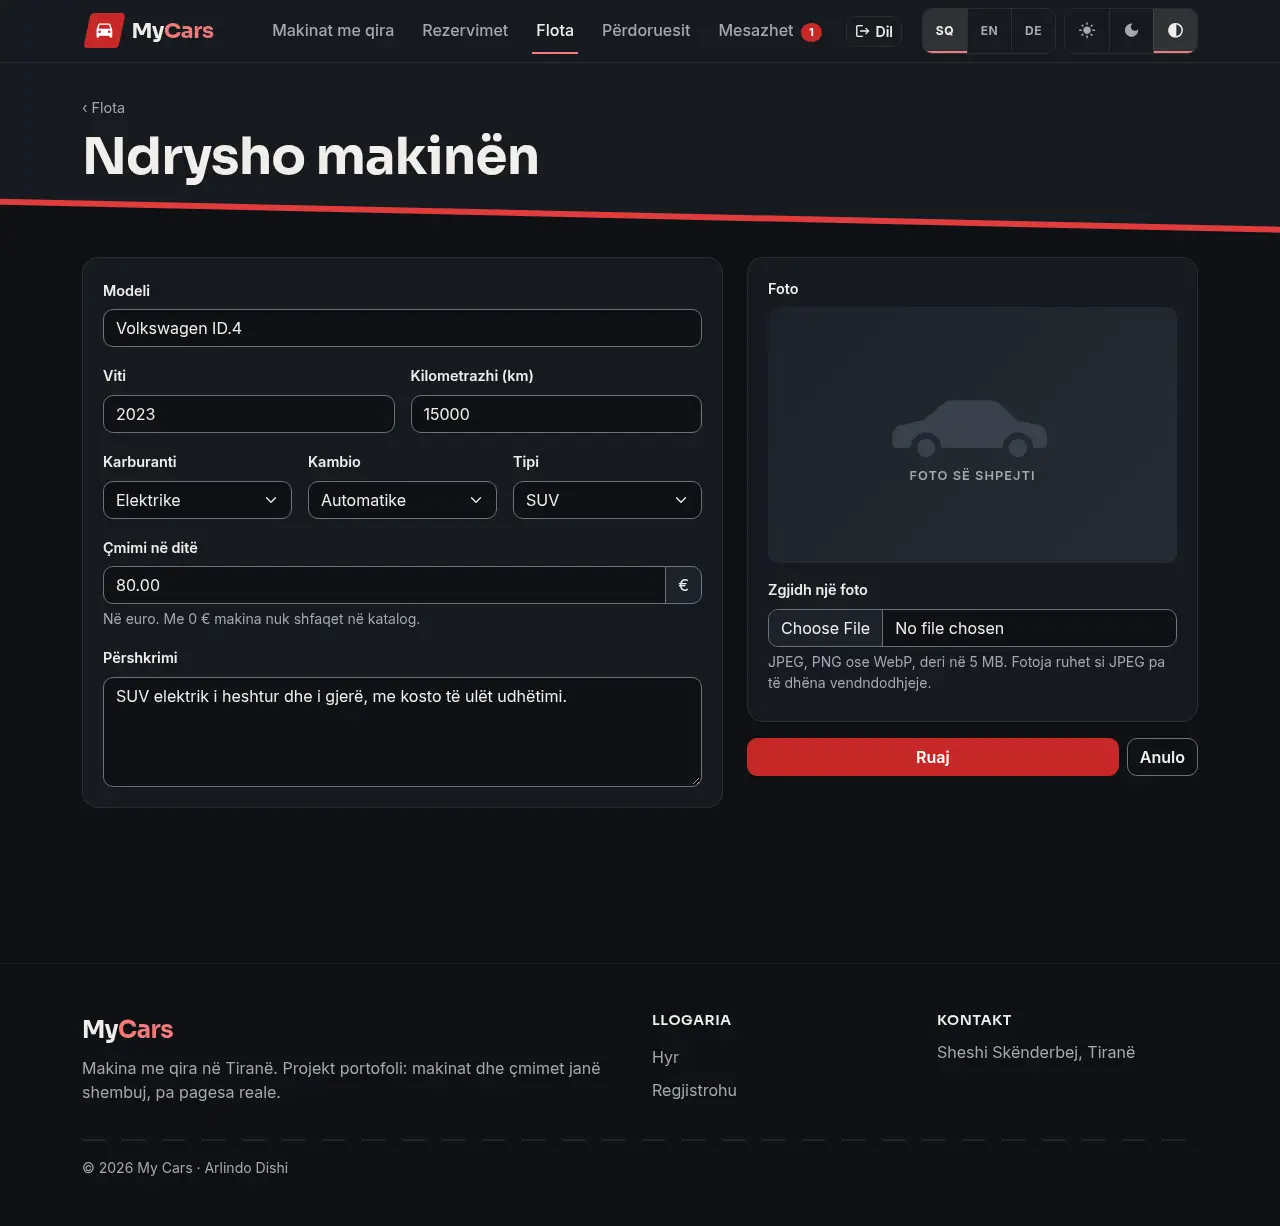 MyCars
Makinat me qira
Rezervimet
Flota
Përdoruesit
Mesazhet 1
Dil
SQ
EN
DE
‹ Flota
Ndrysho makinën
Modeli
Volkswagen ID.4
Viti
Kilometrazhi (km)
2023
15000
Karburanti
Kambio
Tipi
Elektrike
Automatike
SUV
Çmimi në ditë
80.00
€
Në euro. Me 0 € makina nuk shfaqet në katalog.
Përshkrimi
SUV elektrik i heshtur dhe i gjerë, me kosto të ulët udhëtimi.
Foto
FOTO SË SHPEJTI
Zgjidh një foto
Choose File
No file chosen
JPEG, PNG ose WebP, deri në 5 MB. Fotoja ruhet si JPEG pa
të dhëna vendndodhjeje.
Ruaj
Anulo
MyCars
Makina me qira në Tiranë. Projekt portofoli: makinat dhe çmimet janë
shembuj, pa pagesa reale.
LLOGARIA
Hyr
Regjistrohu
KONTAKT
Sheshi Skënderbej, Tiranë
© 2026 My Cars · Arlindo Dishi